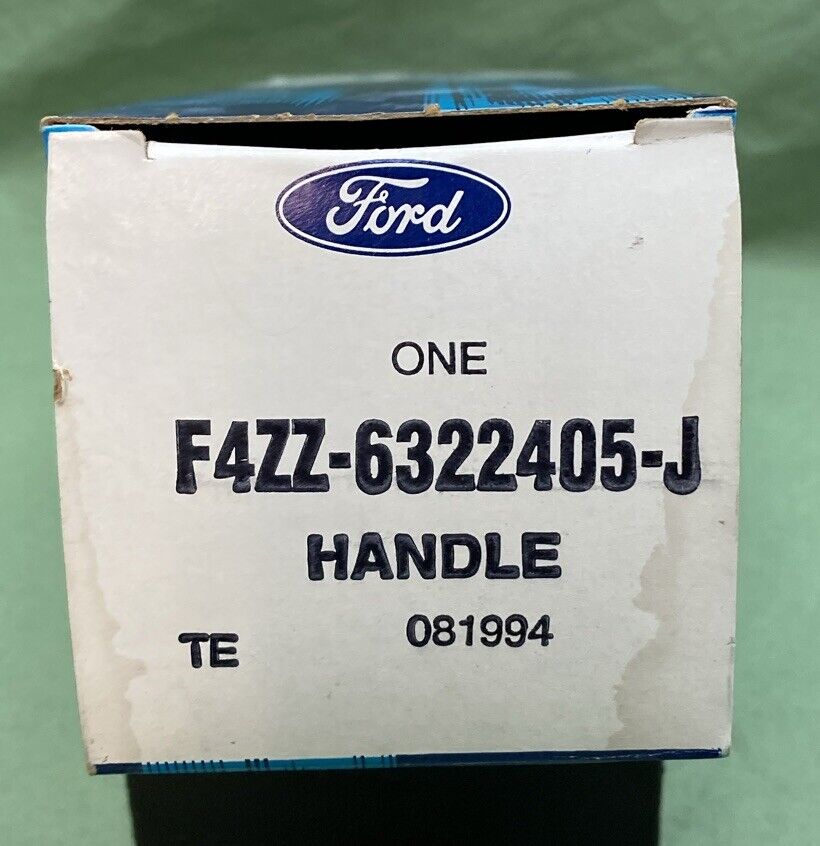 Ford
ONE
F4ZZ-6322405-J
HANDLE
TE 081994